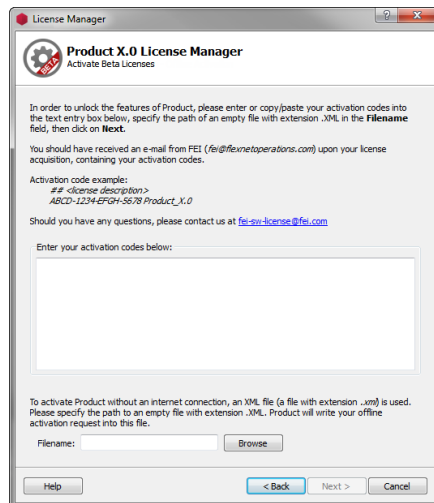 License Manager
Product X.0 License Manager
Activate Beta Licenses
BETA
In order to unlock the features of Product, please enter or copy/paste your activation codes into
the text entry box below, specify the path of an empty file with extension .XML in the Filename
field, then click on Next.
You should have received an e-mail from FEI (fei@flexnetoperations.com) upon your license
acquisition, containing your activation codes.
Activation code example:
## <license description>
ABCD-1234-EFGH-5678 Product_X.0
Should you have any questions, please contact us at fei-sw-license@fei.com
Enter your activation codes below:
To activate Product without an internet connection, an XML file (a file with extension .xml) is used.
Please specify the path to an empty file with extension .XML. Product will write your offline
activation request into this file.
Filename:
Browse
Help
< Back
Next >
Cancel